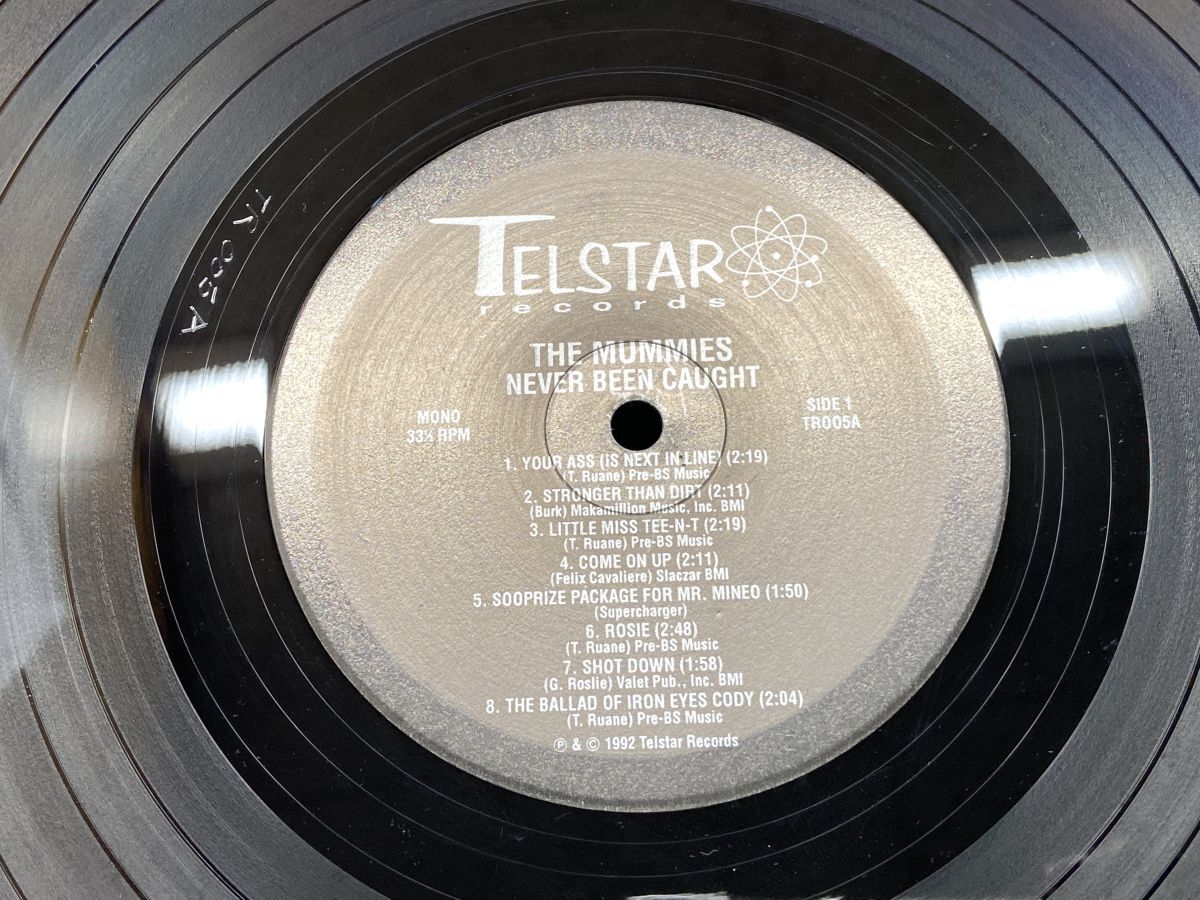 TR 005 A
TELSTAR
records
THE MUMMIES
NEVER BEEN CAUGHT
MONO
33⅓ RPM
SIDE 1
TR005A
1. YOUR ASS (IS NEXT IN LINE) (2:19)
(T. Ruane) Pre-BS Music
2. STRONGER THAN DIRT (2:11)
(Burk) Makamillion Music, Inc. BMI
3. LITTLE MISS TEE-N-T (2:19)
(T. Ruane) Pre-BS Music
4. COME ON UP (2:11)
(Felix Cavaliere) Slaczar BMI
5. SOOPRIZE PACKAGE FOR MR. MINEO (1:50)
(Supercharger)
6. ROSIE (2:48)
(T. Ruane) Pre-BS Music
7. SHOT DOWN (1:58)
(G. Roslie) Valet Pub., Inc. BMI
8. THE BALLAD OF IRON EYES CODY (2:04)
(T. Ruane) Pre-BS Music
℗ & © 1992 Telstar Records